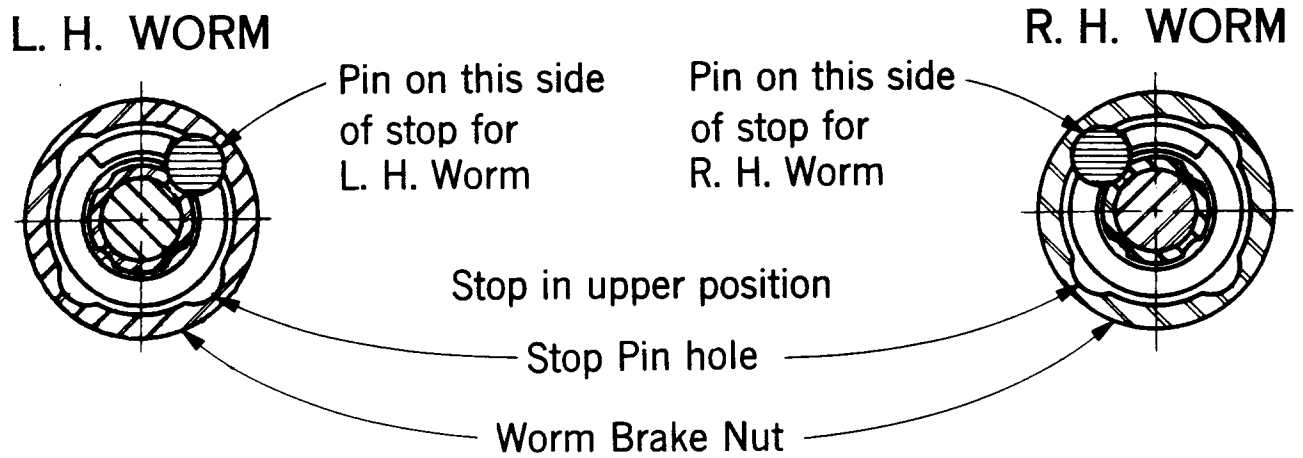 L. H. WORM
R. H. WORM
Pin on this side
of stop for
L. H. Worm
Pin on this side
of stop for
R. H. Worm
Stop in upper position
Stop Pin hole
Worm Brake Nut